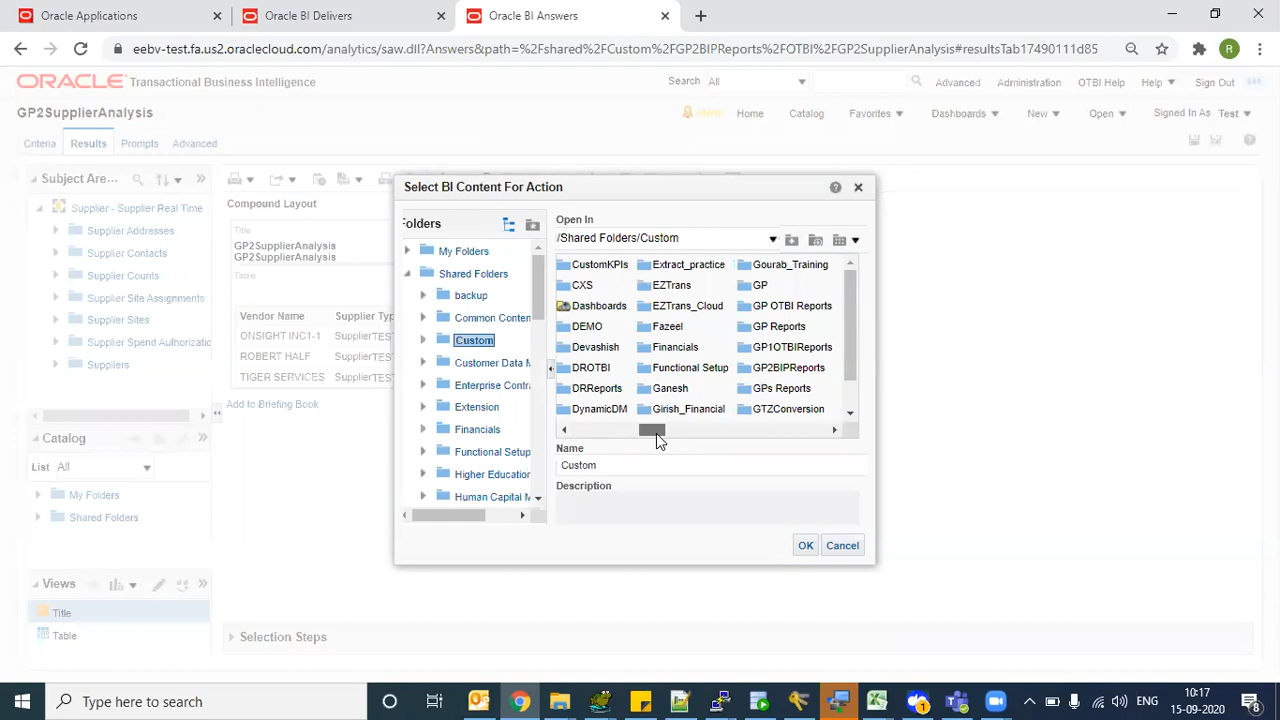 Oracle Applications
Oracle BI Delivers
Oracle BI Answers
eebv-test.fa.us2.oraclecloud.com/analytics/saw.dll?Answers&path=%2Fshared%2FCustom%2FGP2BIPReports%2FOTBI%2FGP2SupplierAnalysis#resultsTab17490111d85
R
ORACLE Transactional Business Intelligence
Search All
Advanced Administration OTBI Help Help Sign Out
GP2SupplierAnalysis
Home Catalog Favorites Dashboards New Open Signed In As Test
Criteria Results Prompts Advanced
Subject Are...
Supplier - Supplier Real Time
Supplier Addresses
Supplier Contacts
Supplier Counts
Supplier Site Assignments
Supplier Sites
Supplier Spend Authorizatio
Suppliers
Catalog
List All
My Folders
Shared Folders
Views
Title
Table
Compound Layout
Title
GP2SupplierAnalysis
GP2SupplierAnalysis
Table
Vendor Name Supplier Typ
ONSIGHT INC1-1 SupplierTEST
ROBERT HALF SupplierTEST
TIGER SERVICES SupplierTEST
Add to Briefing Book
Selection Steps
Select BI Content For Action
Folders
My Folders
Shared Folders
backup
Common Conten
Custom
Customer Data M
Enterprise Contra
Extension
Financials
Functional Setup
Higher Education
Human Capital M
Open In
/Shared Folders/Custom
CustomKPIs Extract_practice Gourab_Training
CXS EZTrans GP
Dashboards EZTrans_Cloud GP OTBI Reports
DEMO Fazeel GP Reports
Devashish Financials GP1OTBIReports
DROTBI Functional Setup GP2BIPReports
DRReports Ganesh GPs Reports
DynamicDM Girish_Financial GTZConversion
Name
Custom
Description
OK Cancel
Type here to search
ENG
10:17
15-09-2020
1
8